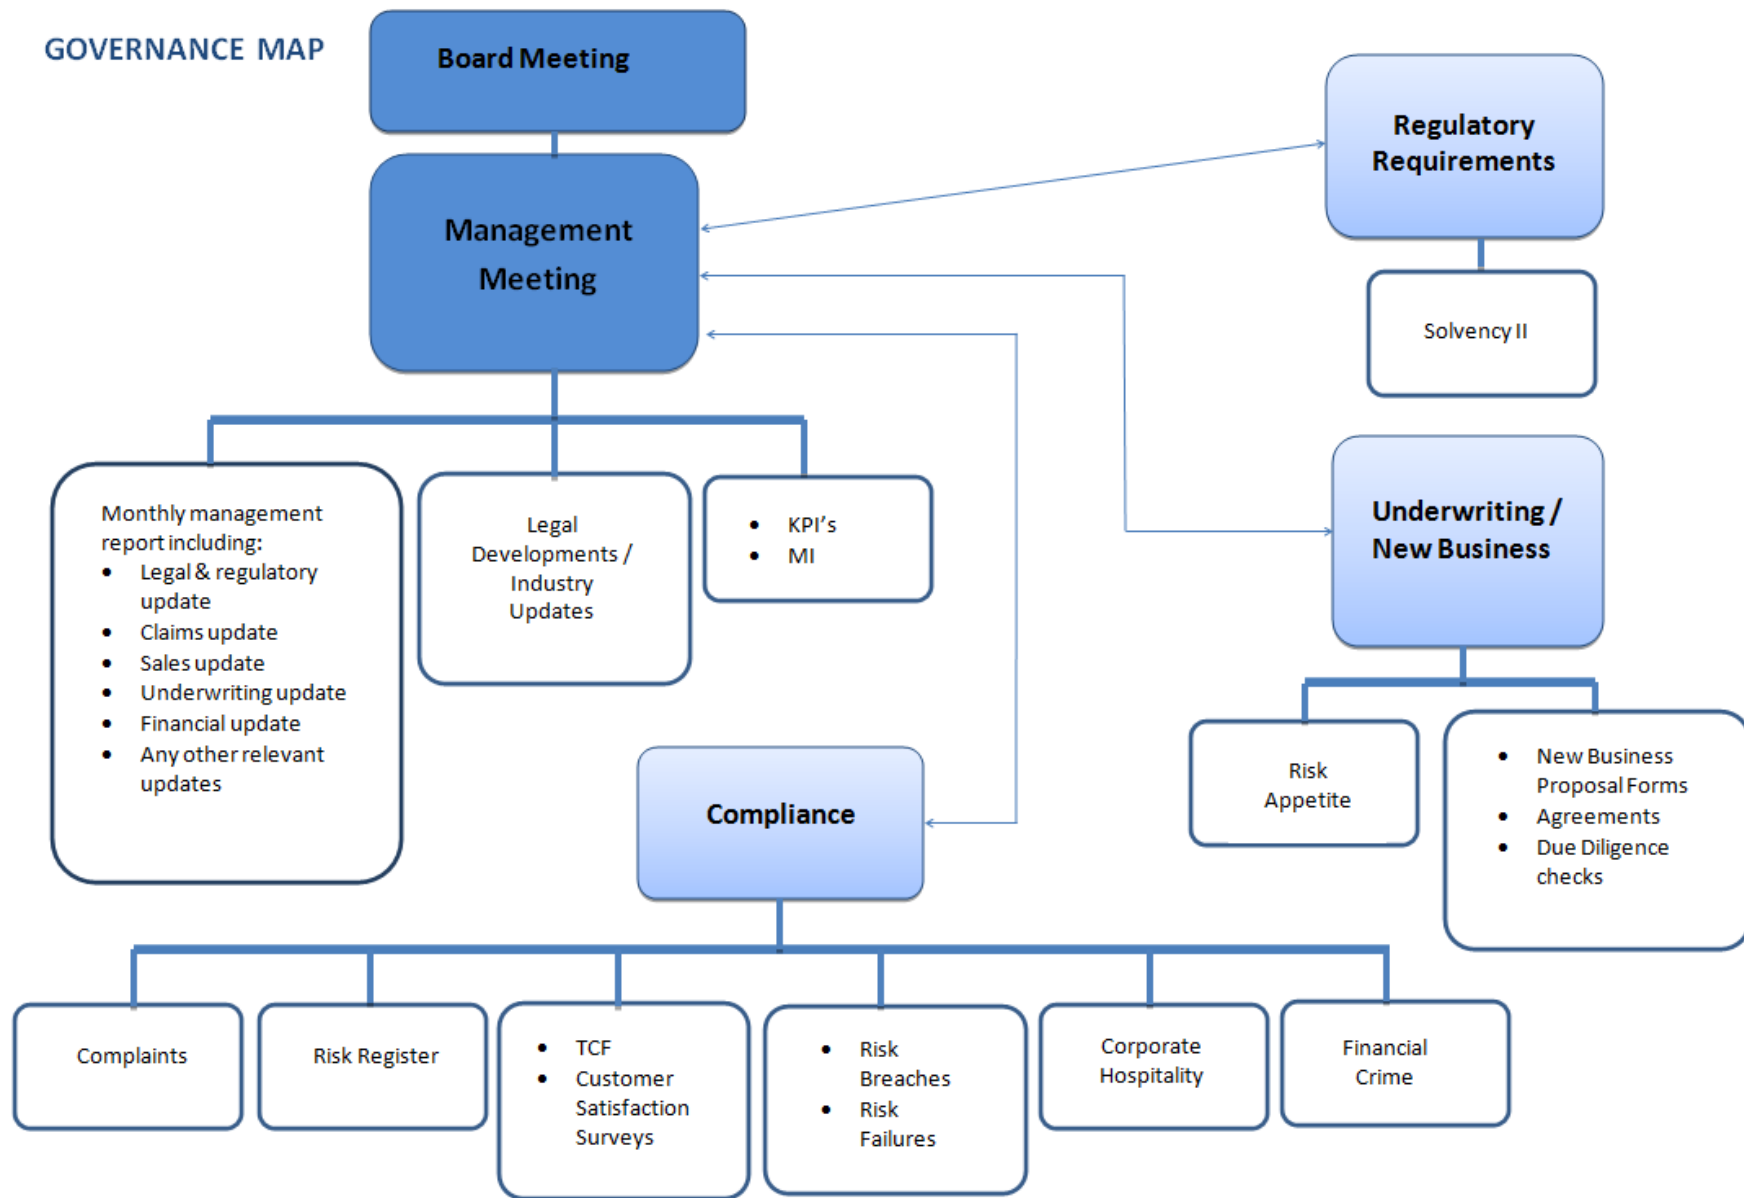 GOVERNANCE MAP
Board Meeting
Regulatory
Requirements
Management
Meeting
Solvency II
Monthly management
report including:
• Legal & regulatory
update
• Claims update
• Sales update
• Underwriting update
• Financial update
• Any other relevant
updates
Legal
Developments /
Industry
Updates
• KPI's
• MI
Underwriting /
New Business
Risk
Appetite
• New Business
Proposal Forms
• Agreements
• Due Diligence
checks
Compliance
Complaints
Risk Register
• TCF
• Customer
Satisfaction
Surveys
• Risk
Breaches
• Risk
Failures
Corporate
Hospitality
Financial
Crime